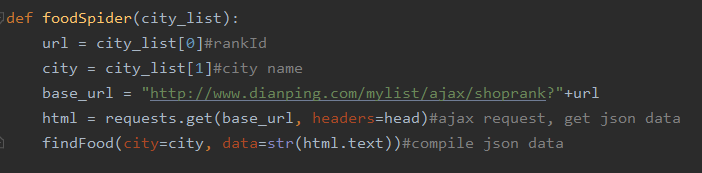 def foodSpider(city_list):
url = city_list[0]#rankId
city = city_list[1]#city name
base_url = "http://www.dianping.com/mylist/ajax/shoprank?"+url
html = requests.get(base_url, headers=head)#ajax request, get json data
findFood(city=city, data=str(html.text))#compile json data